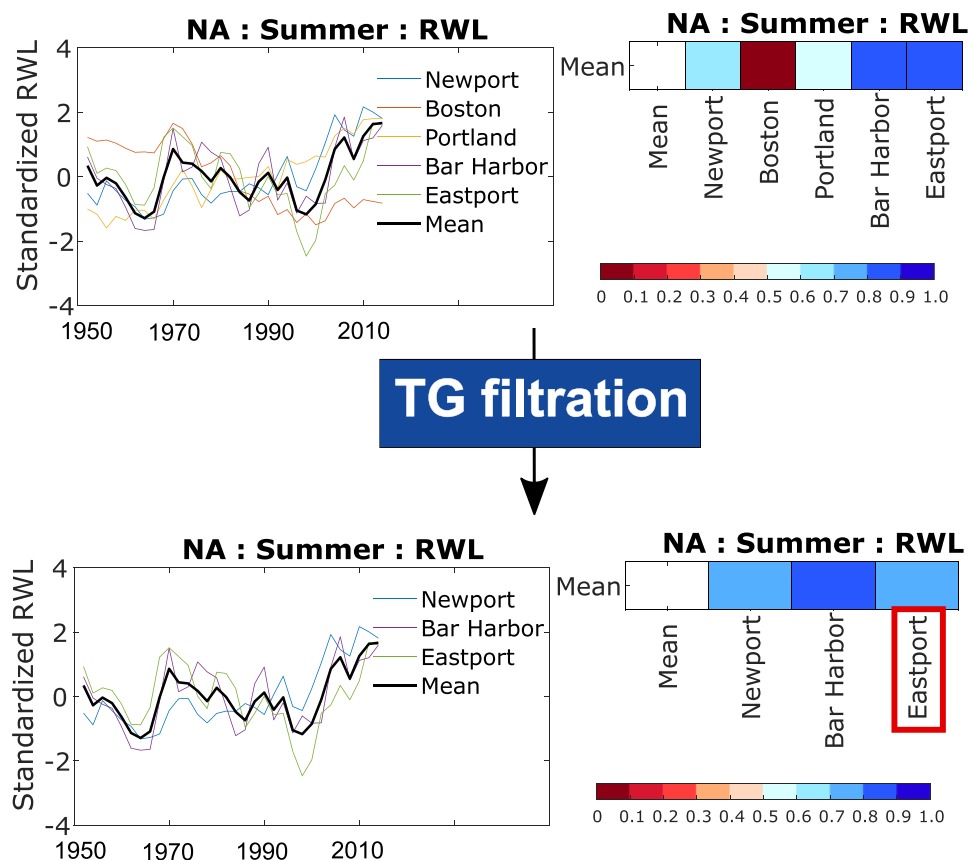 NA : Summer : RWL
Standardized RWL
4
2
0
-2
-4
1950
1970
1990
2010
Newport
Boston
Portland
Bar Harbor
Eastport
Mean
NA : Summer : RWL
Mean
Mean
Newport
Boston
Portland
Bar Harbor
Eastport
0 0.1 0.2 0.3 0.4 0.5 0.6 0.7 0.8 0.9 1.0
TG filtration
NA : Summer : RWL
Standardized RWL
4
2
0
-2
-4
1950
1970
1990
2010
Newport
Bar Harbor
Eastport
Mean
NA : Summer : RWL
Mean
Mean
Newport
Bar Harbor
Eastport
0 0.1 0.2 0.3 0.4 0.5 0.6 0.7 0.8 0.9 1.0